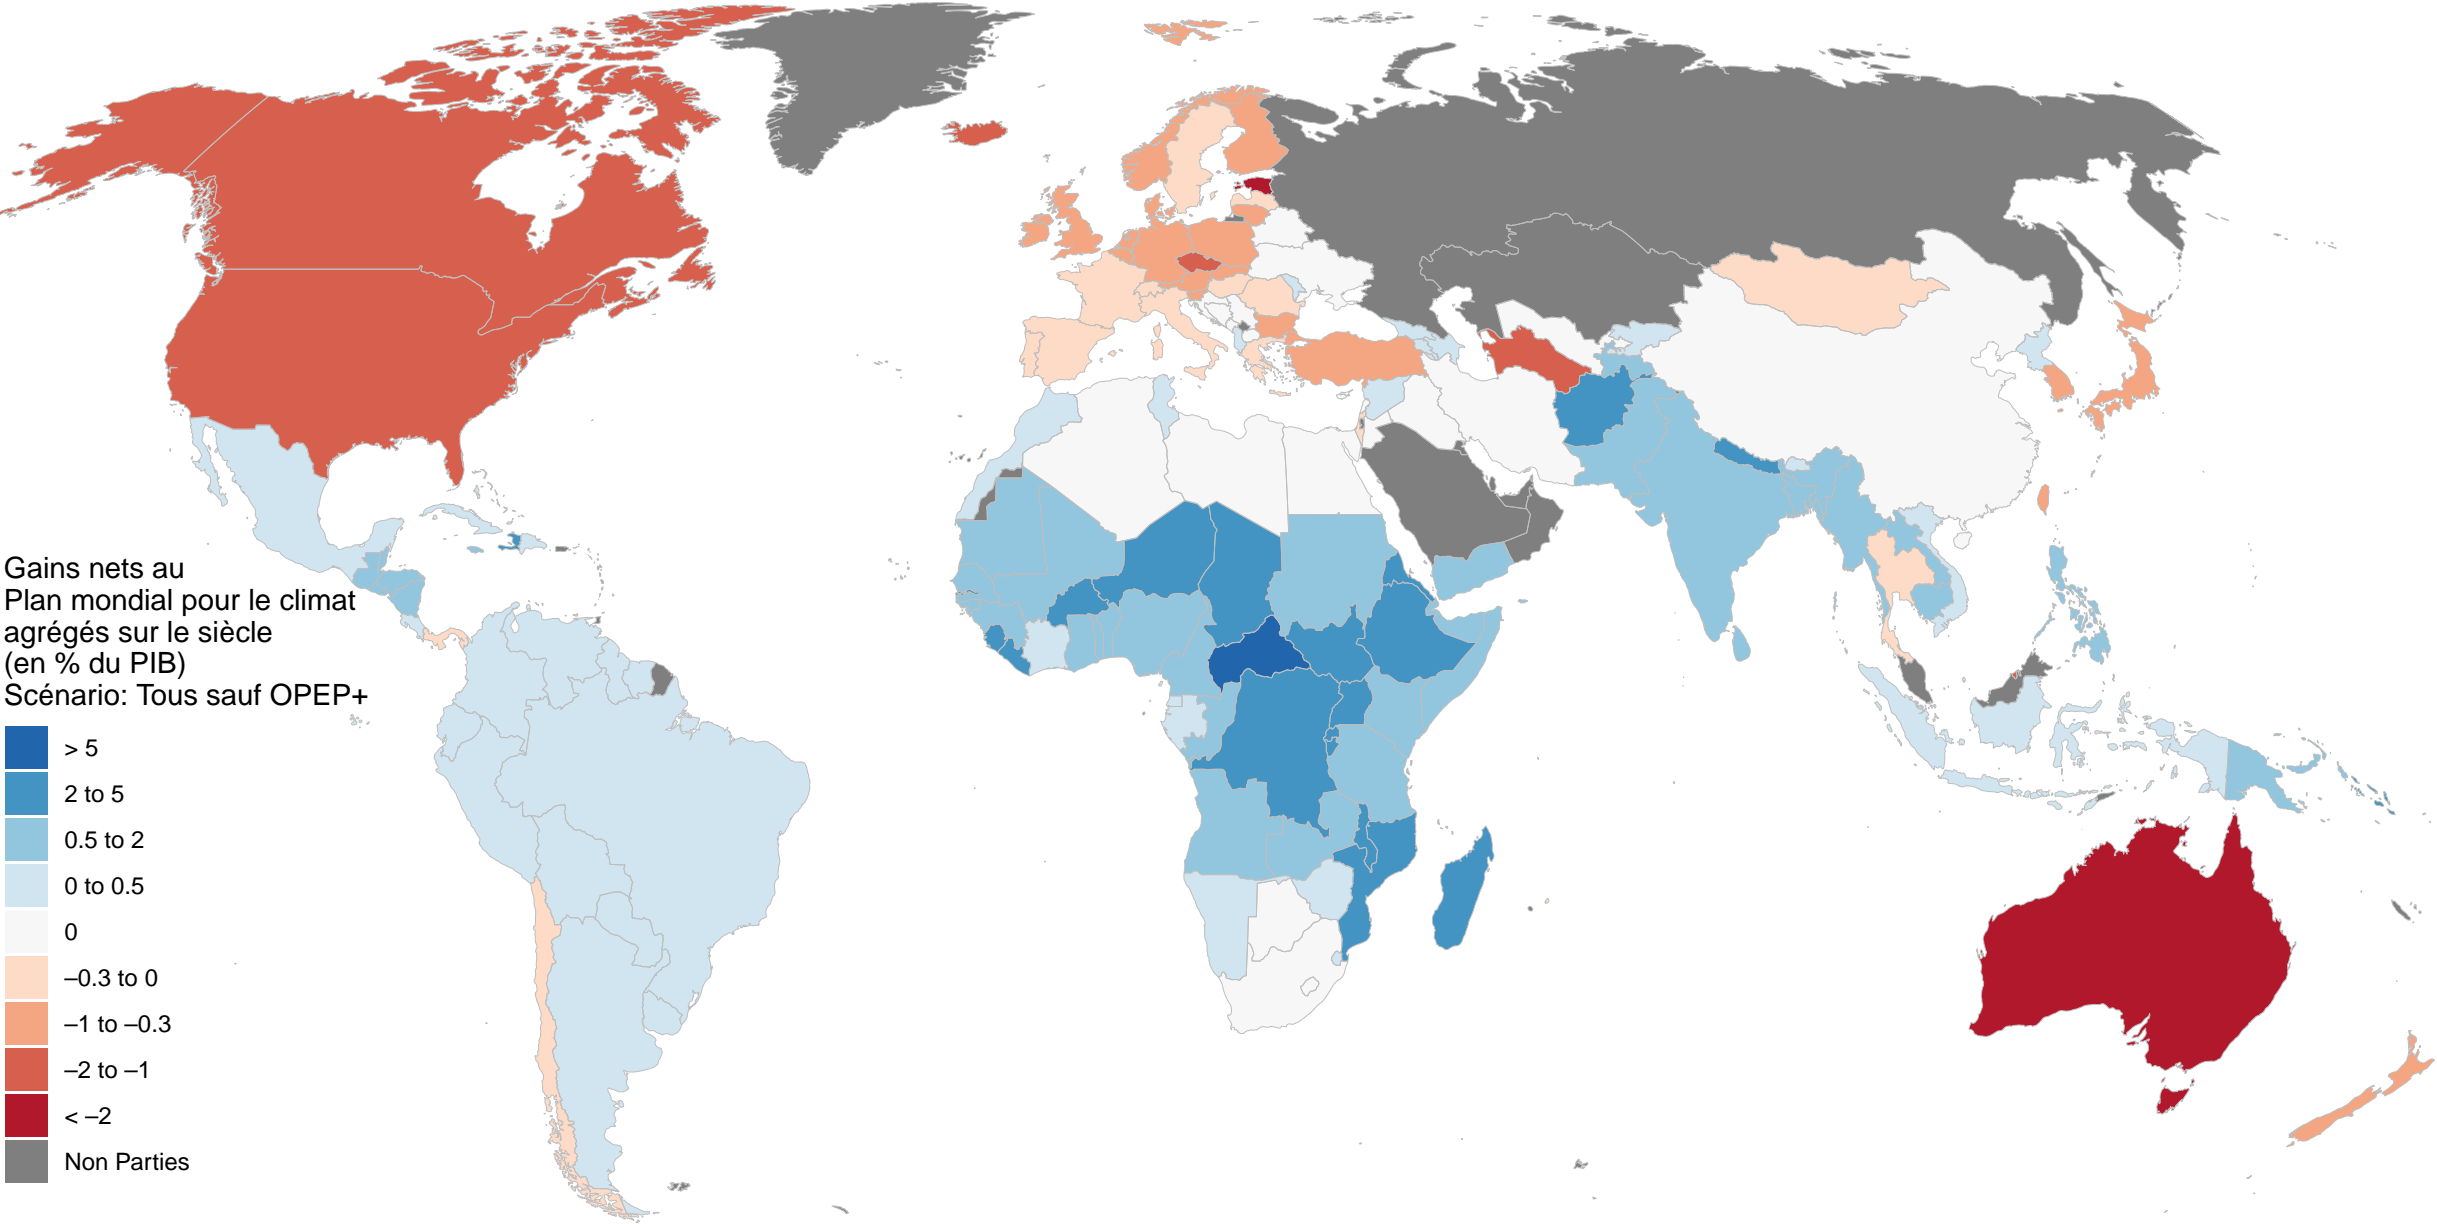 Gains nets au
Plan mondial pour le climat
agrégés sur le siècle
(en % du PIB)
Scénario: Tous sauf OPEP+
> 5
2 to 5
0.5 to 2
0 to 0.5
0
–0.3 to 0
–1 to –0.3
–2 to –1
< –2
Non Parties